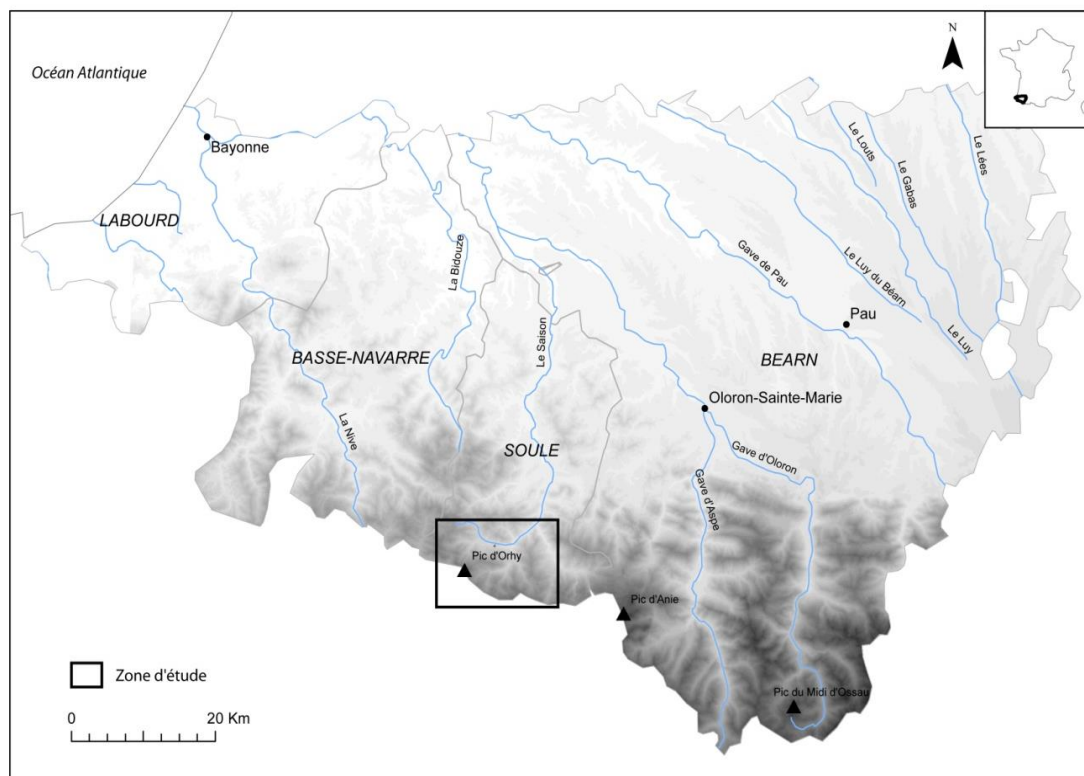 N
Océan Atlantique
Bayonne
LABOURD
Le Louts
Le Gabas
Le Lées
La Bidouze
Gave de Pau
Le Luy du Béarn
Le Saison
Pau
Le Luy
BASSE-NAVARRE
BEARN
Oloron-Sainte-Marie
La Nive
SOULE
Gave d'Oloron
Gave d'Aspe
Pic d'Orhy
Pic d'Anie
Zone d'étude
Pic du Midi d'Ossau
0 20 Km